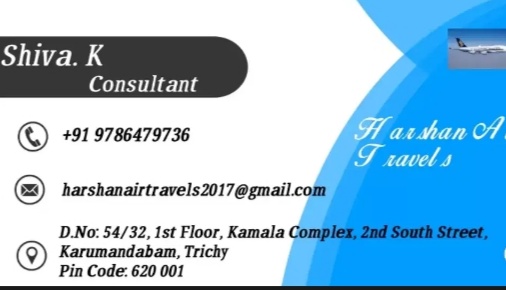 Shiva. K
Consultant
+91 9786479736
harshanairtravels2017@gmail.com
D.No: 54/32, 1st Floor, Kamala Complex, 2nd South Street,
Karumandabam, Trichy
Pin Code: 620 001
Harshan A
Travels